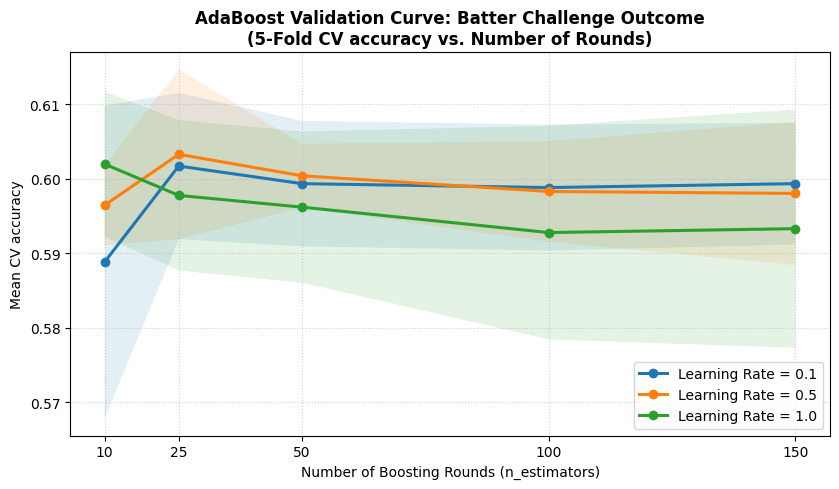 AdaBoost Validation Curve: Batter Challenge Outcome
(5-Fold CV accuracy vs. Number of Rounds)
Mean CV accuracy
0.61
0.60
0.59
0.58
0.57
10
25
50
100
150
Number of Boosting Rounds (n_estimators)
Learning Rate = 0.1
Learning Rate = 0.5
Learning Rate = 1.0